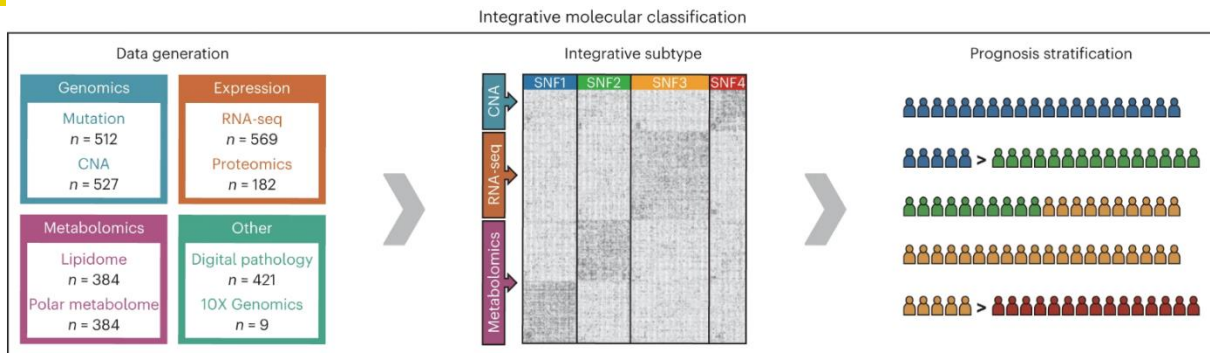 Integrative molecular classification
Data generation
Genomics
Mutation
n = 512
CNA
n = 527
Expression
RNA-seq
n = 569
Proteomics
n = 182
Metabolomics
Lipidome
n = 384
Polar metabolome
n = 384
Other
Digital pathology
n = 421
10X Genomics
n = 9
Integrative subtype
SNF1 SNF2 SNF3 SNF4
CNA
RNA-seq
Metabolomics
Prognosis stratification
>
>